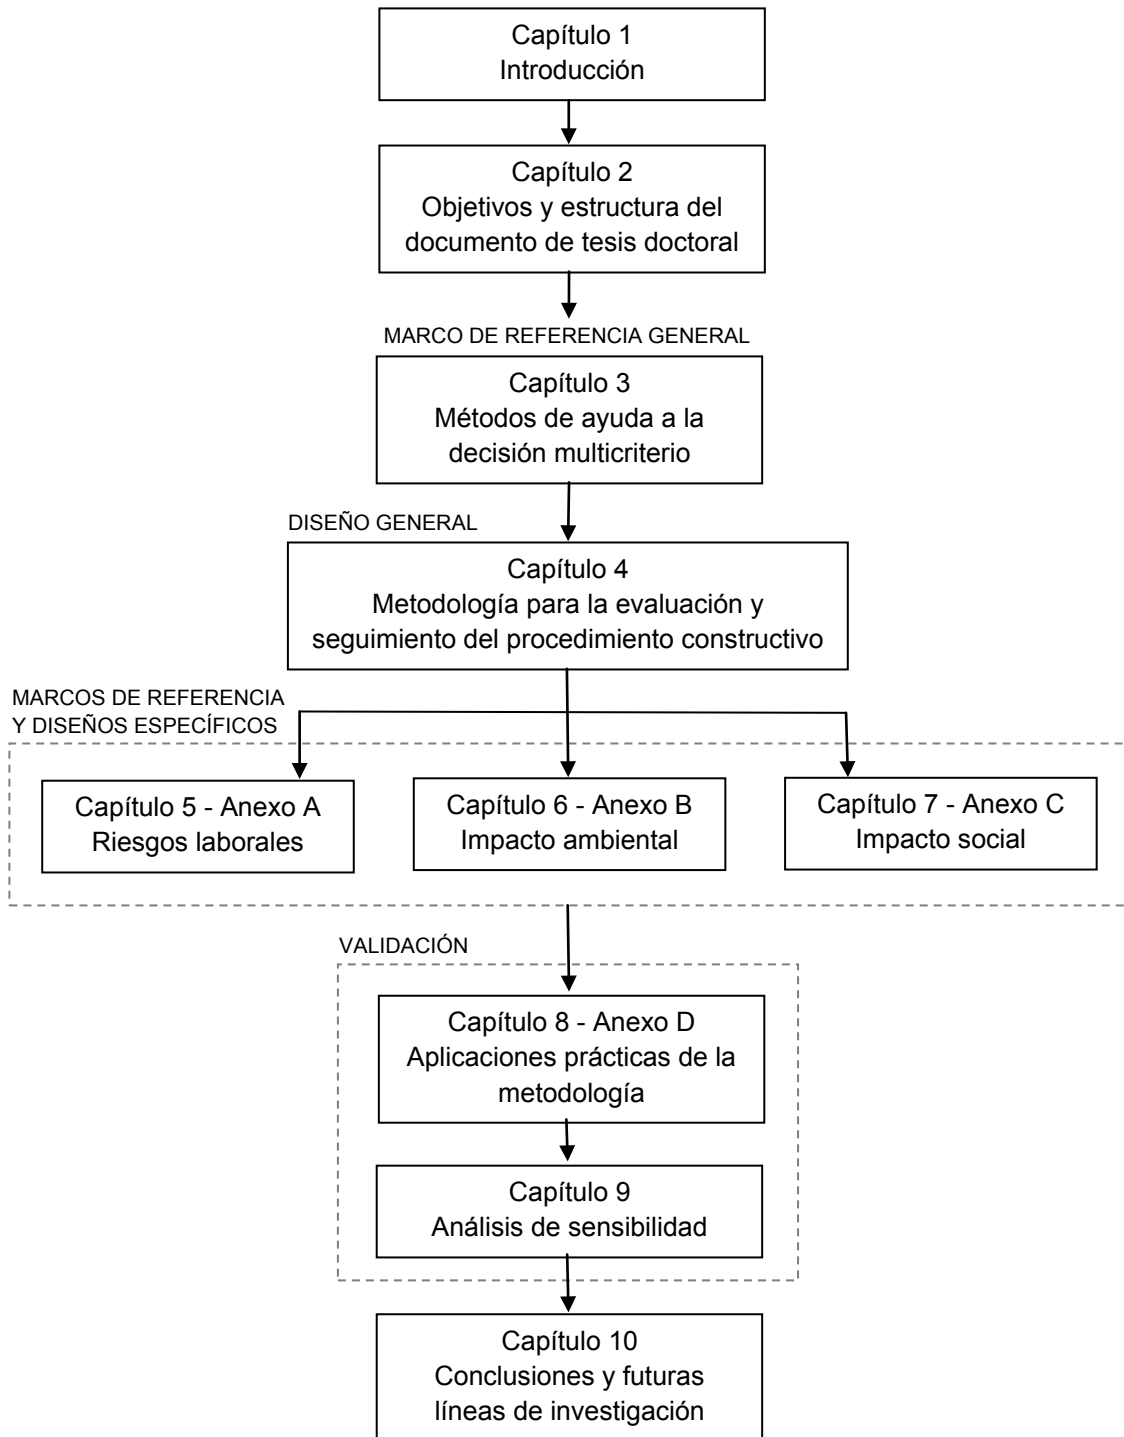 Capítulo 1
Introducción
Capítulo 2
Objetivos y estructura del
documento de tesis doctoral
MARCO DE REFERENCIA GENERAL
Capítulo 3
Métodos de ayuda a la
decisión multicriterio
DISEÑO GENERAL
Capítulo 4
Metodología para la evaluación y
seguimiento del procedimiento constructivo
MARCOS DE REFERENCIA
Y DISEÑOS ESPECÍFICOS
Capítulo 5 - Anexo A
Riesgos laborales
Capítulo 6 - Anexo B
Impacto ambiental
Capítulo 7 - Anexo C
Impacto social
VALIDACIÓN
Capítulo 8 - Anexo D
Aplicaciones prácticas de la
metodología
Capítulo 9
Análisis de sensibilidad
Capítulo 10
Conclusiones y futuras
líneas de investigación